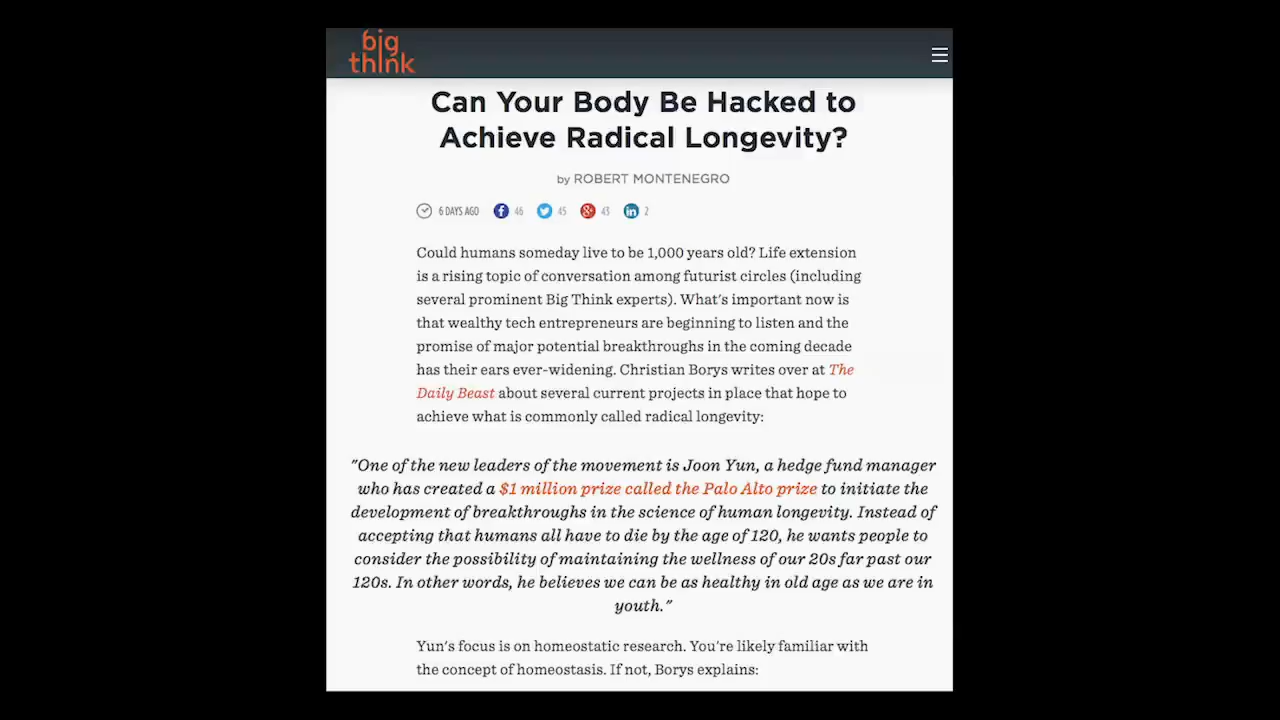 big
think
Can Your Body Be Hacked to
Achieve Radical Longevity?
by ROBERT MONTENEGRO
6 DAYS AGO 46 45 43 2
Could humans someday live to be 1,000 years old? Life extension
is a rising topic of conversation among futurist circles (including
several prominent Big Think experts). What's important now is
that wealthy tech entrepreneurs are beginning to listen and the
promise of major potential breakthroughs in the coming decade
has their ears ever-widening. Christian Borys writes over at The
Daily Beast about several current projects in place that hope to
achieve what is commonly called radical longevity:
"One of the new leaders of the movement is Joon Yun, a hedge fund manager
who has created a $1 million prize called the Palo Alto prize to initiate the
development of breakthroughs in the science of human longevity. Instead of
accepting that humans all have to die by the age of 120, he wants people to
consider the possibility of maintaining the wellness of our 20s far past our
120s. In other words, he believes we can be as healthy in old age as we are in
youth."
Yun's focus is on homeostatic research. You're likely familiar with
the concept of homeostasis. If not, Borys explains: